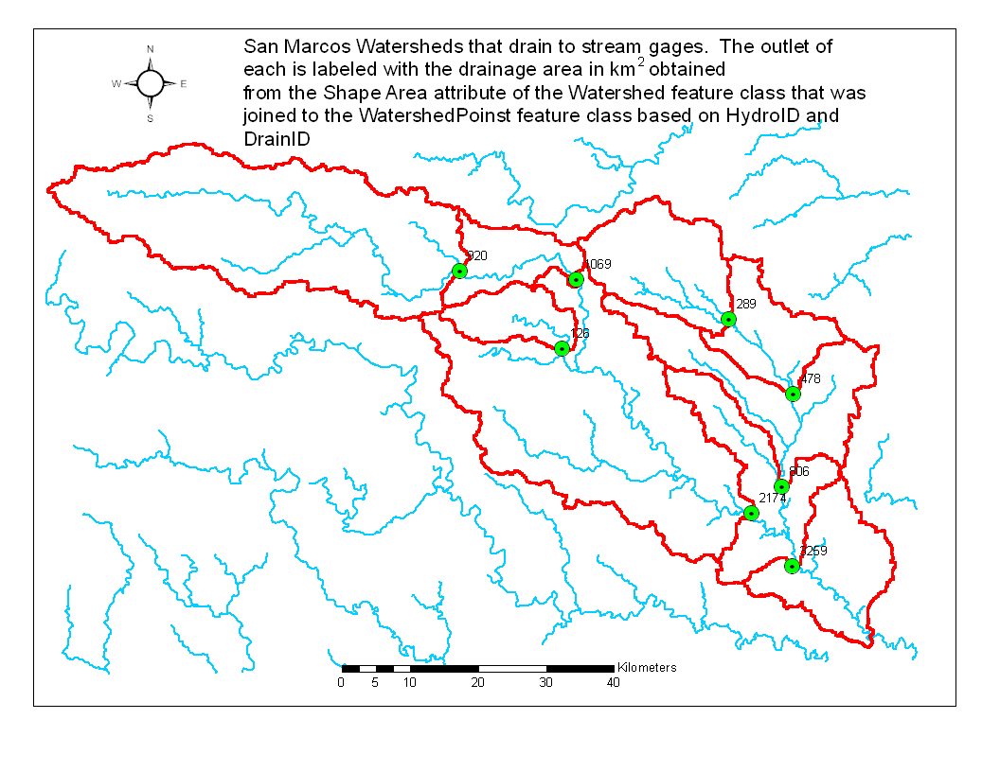 San Marcos Watersheds that drain to stream gages. The outlet of
each is labeled with the drainage area in km2 obtained
from the Shape Area attribute of the Watershed feature class that was
joined to the WatershedPoinst feature class based on HydroID and
DrainID
N
W E
S
920
1069
289
126
478
806
2174
3259
Kilometers
0 5 10 20 30 40